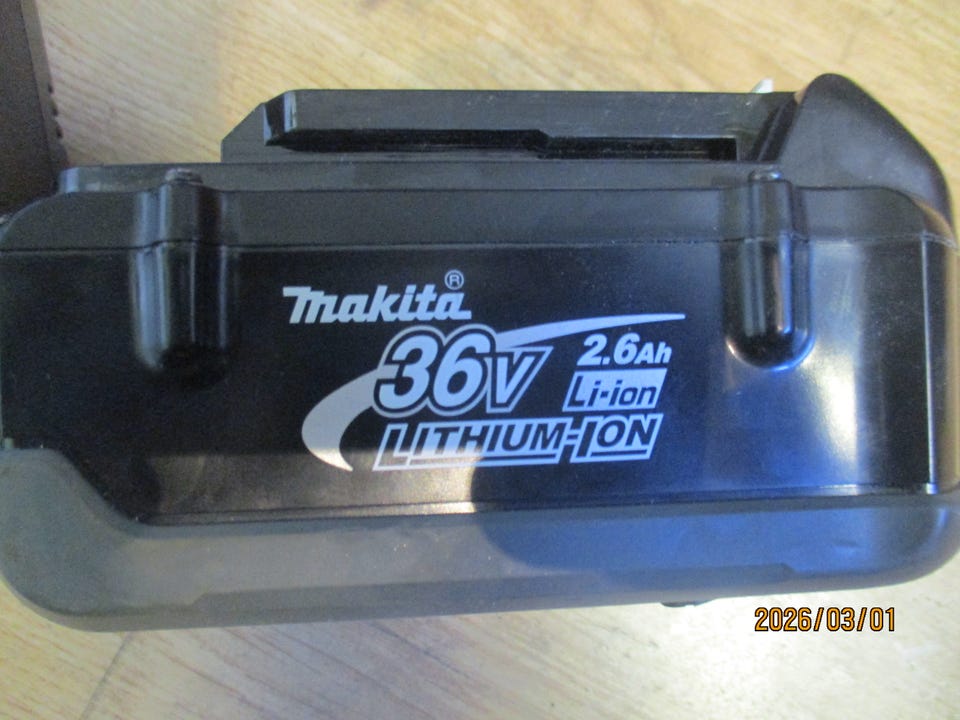 makita®
36V 2.6Ah
Li-ion
LITHIUM-ION
2026/03/01